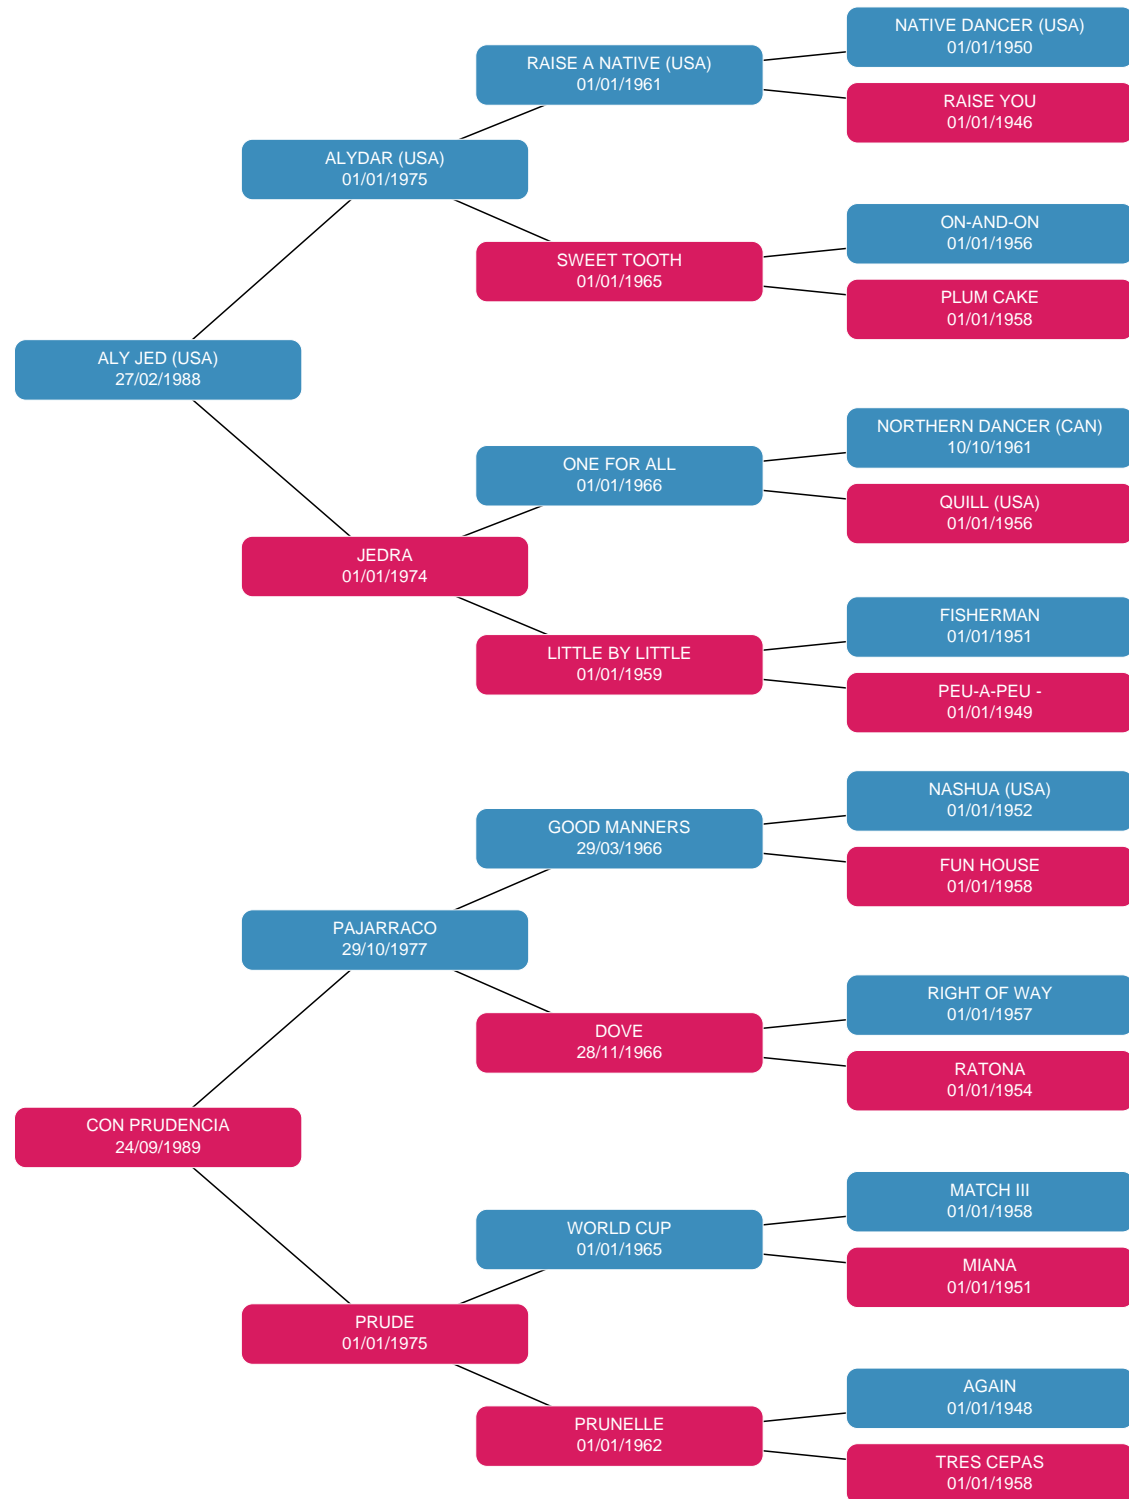 NATIVE DANCER (USA)
01/01/1950
RAISE A NATIVE (USA)
01/01/1961
RAISE YOU
01/01/1946
ALYDAR (USA)
01/01/1975
ON-AND-ON
01/01/1956
SWEET TOOTH
01/01/1965
PLUM CAKE
01/01/1958
ALY JED (USA)
27/02/1988
NORTHERN DANCER (CAN)
10/10/1961
ONE FOR ALL
01/01/1966
QUILL (USA)
01/01/1956
JEDRA
01/01/1974
FISHERMAN
01/01/1951
LITTLE BY LITTLE
01/01/1959
PEU-A-PEU -
01/01/1949
NASHUA (USA)
01/01/1952
GOOD MANNERS
29/03/1966
FUN HOUSE
01/01/1958
PAJARRACO
29/10/1977
RIGHT OF WAY
01/01/1957
DOVE
28/11/1966
RATONA
01/01/1954
CON PRUDENCIA
24/09/1989
MATCH III
01/01/1958
WORLD CUP
01/01/1965
MIANA
01/01/1951
PRUDE
01/01/1975
AGAIN
01/01/1948
PRUNELLE
01/01/1962
TRES CEPAS
01/01/1958